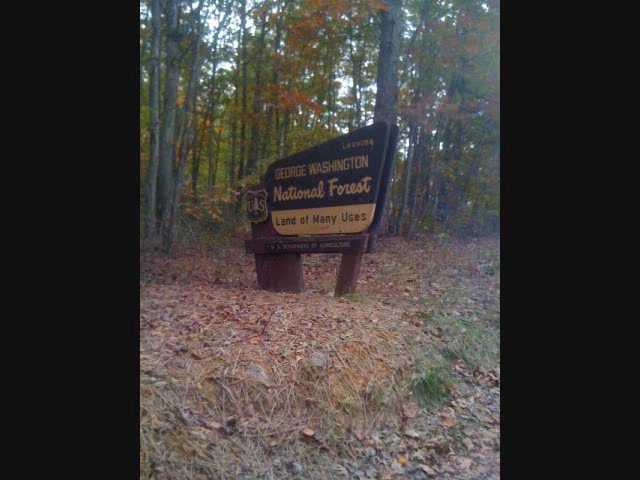 Leaving
GEORGE WASHINGTON
National Forest
Land of Many Uses
U S
U.S. DEPARTMENT OF AGRICULTURE